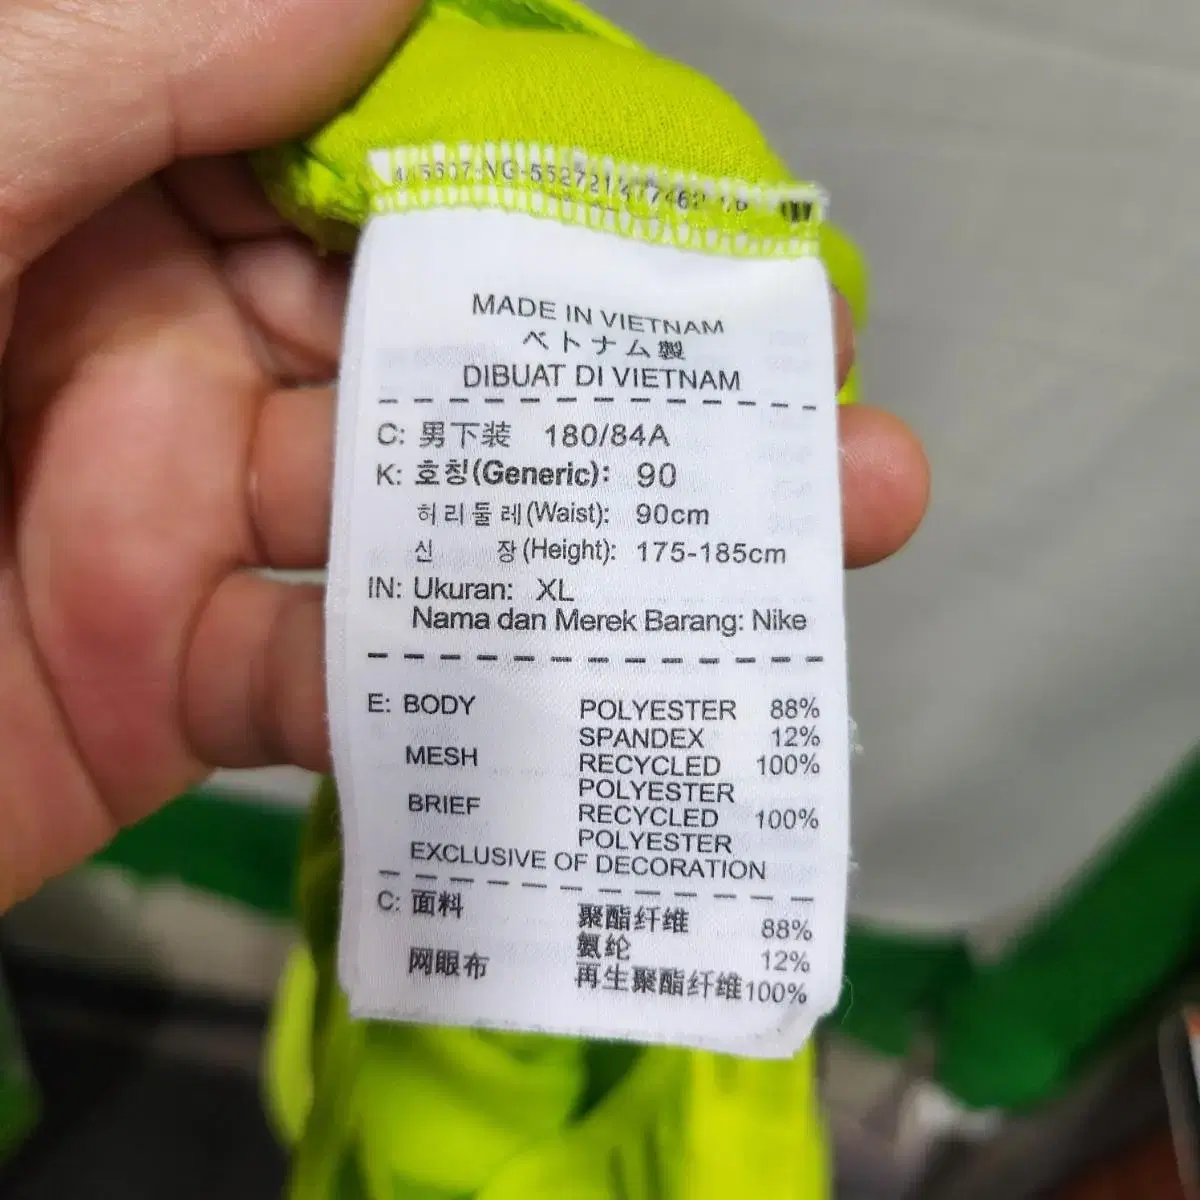 MADE IN VIETNAM
ベトナム製
DIBUAT DI VIETNAM
C: 男下装 180/84A
K: 호칭(Generic): 90
허리둘레(Waist): 90cm
신 장(Height): 175-185cm
IN: Ukuran: XL
Nama dan Merek Barang: Nike
E: BODY POLYESTER 88%
SPANDEX 12%
MESH RECYCLED 100%
POLYESTER
BRIEF RECYCLED 100%
POLYESTER
EXCLUSIVE OF DECORATION
C: 面料 聚酯纤维 88%
氨纶 12%
网眼布 再生聚酯纤维100%